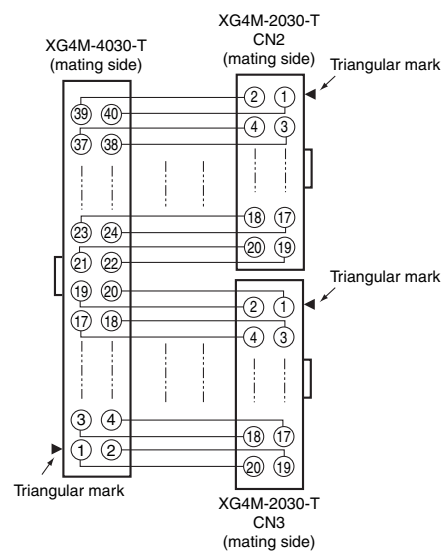 XG4M-4030-T
(mating side)
XG4M-2030-T
CN2
(mating side)
Triangular mark
39 40
37 38
23 24
21 22
19 20
17 18
3 4
1 2
Triangular mark
2 1
4 3
18 17
20 19
Triangular mark
2 1
4 3
18 17
20 19
XG4M-2030-T
CN3
(mating side)